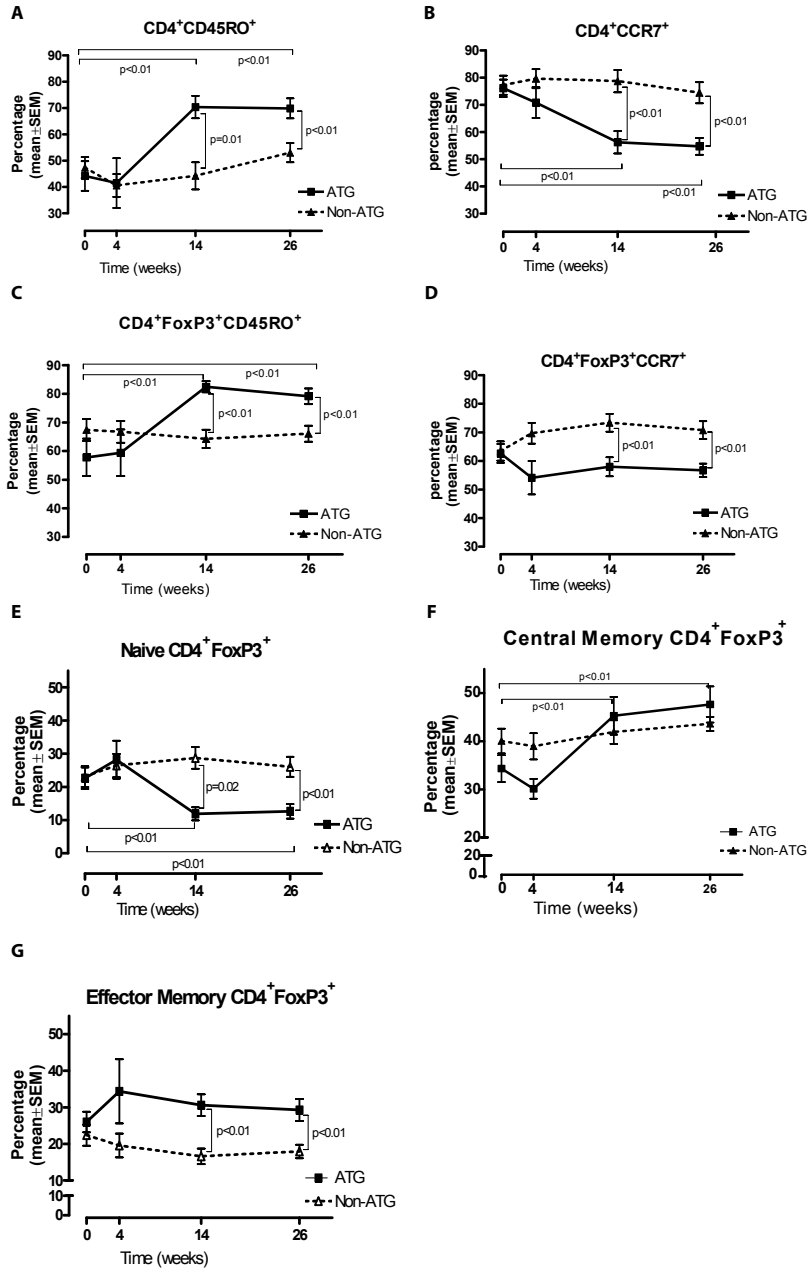 A
CD4+CD45RO+
p<0.01
p<0.01
Percentage
(mean±SEM)
90
80
70
60
50
40
30
p=0.01
p<0.01
ATG
Non-ATG
0 4 14 26
Time (weeks)
B
CD4+CCR7+
percentage
(mean±SEM)
90
80
70
60
50
40
30
p<0.01
p<0.01
p<0.01
p<0.01
ATG
Non-ATG
0 4 14 26
Time (weeks)
C
CD4+FoxP3+CD45RO+
Percentage
(mean±SEM)
90
80
70
60
50
40
30
p<0.01
p<0.01
p<0.01
p<0.01
ATG
Non-ATG
0 4 14 26
Time (weeks)
D
CD4+FoxP3+CCR7+
percentage
(mean±SEM)
90
80
70
60
50
40
30
p<0.01
p<0.01
ATG
Non-ATG
0 4 14 26
Time (weeks)
E
Naive CD4+FoxP3+
Percentage
(mean±SEM)
50
40
30
20
10
0
p=0.02
p<0.01
p<0.01
p<0.01
ATG
Non-ATG
0 4 14 26
Time (weeks)
F
Central Memory CD4+FoxP3+
p<0.01
p<0.01
Percentage
(mean±SEM)
50
40
30
20
20
0
ATG
Non-ATG
0 4 14 26
Time (weeks)
G
Effector Memory CD4+FoxP3+
Percentage
(mean±SEM)
50
40
30
20
10
10
0
p<0.01
p<0.01
ATG
Non-ATG
0 4 14 26
Time (weeks)